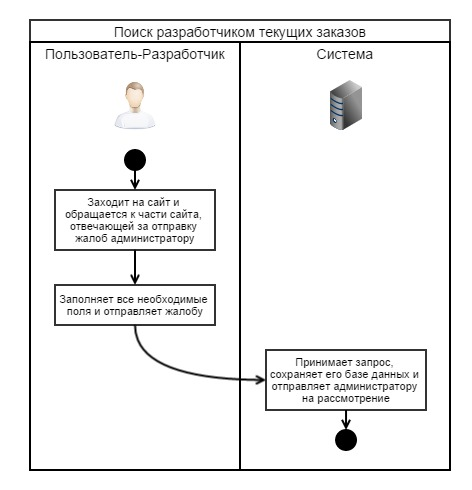 Поиск разработчиком текущих заказов
Пользователь-Разработчик
Система
Заходит на сайт и
обращается к части сайта,
отвечающей за отправку
жалоб администратору
Заполняет все необходимые
поля и отправляет жалобу
Принимает запрос,
сохраняет его базе данных и
отправляет администратору
на рассмотрение